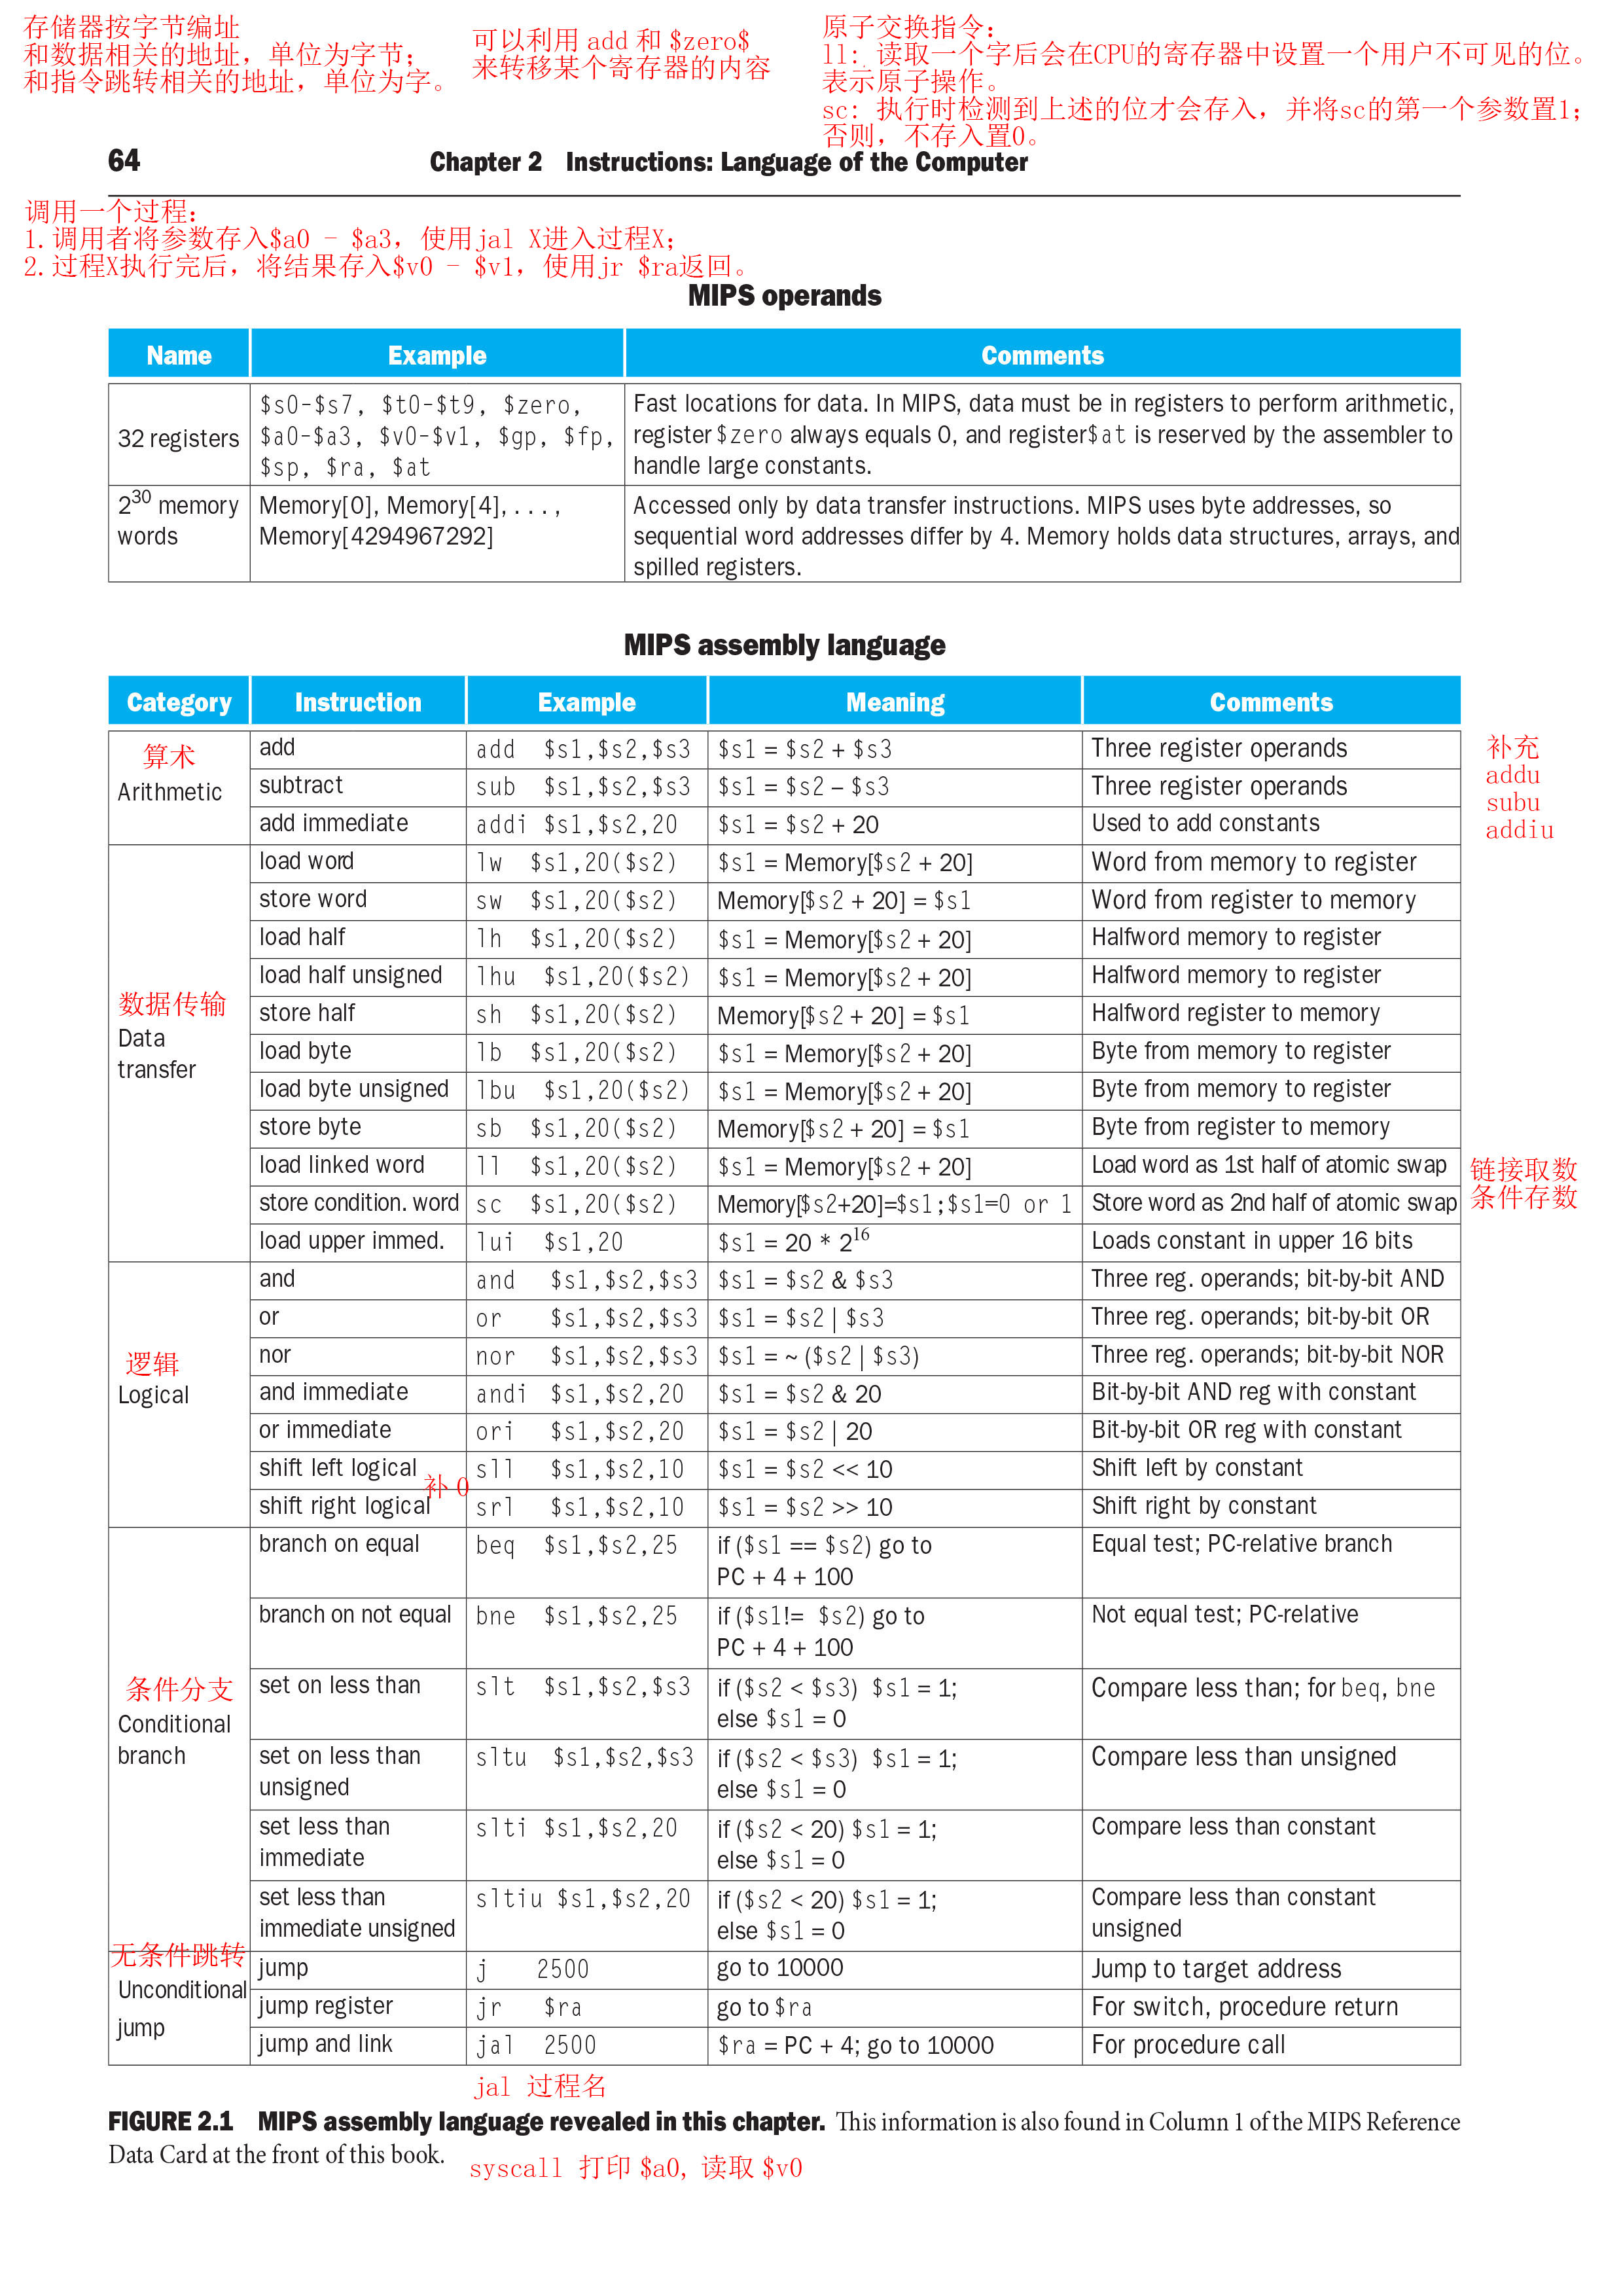 存储器按字节编址
和数据相关的地址，单位为字节；
和指令跳转相关的地址，单位为字。
可以利用 add 和 $zero$
来转移某个寄存器的内容
原子交换指令：
ll: 读取一个字后会在CPU的寄存器中设置一个用户不可见的位。
表示原子操作。
sc: 执行时检测到上述的位才会存入，并将sc的第一个参数置1；
否则，不存入置0。
64 Chapter 2 Instructions: Language of the Computer
调用一个过程：
1.调用者将参数存入$a0 - $a3，使用jal X进入过程X；
2.过程X执行完后，将结果存入$v0 - $v1，使用jr $ra返回。
MIPS operands
Name Example Comments
32 registers
$s0-$s7, $t0-$t9, $zero,
$a0-$a3, $v0-$v1, $gp, $fp,
$sp, $ra, $at
Fast locations for data. In MIPS, data must be in registers to perform arithmetic,
register $zero always equals 0, and register $at is reserved by the assembler to
handle large constants.
2^30 memory
words
Memory[0], Memory[4], . . . ,
Memory[4294967292]
Accessed only by data transfer instructions. MIPS uses byte addresses, so
sequential word addresses differ by 4. Memory holds data structures, arrays, and
spilled registers.
MIPS assembly language
Category Instruction Example Meaning Comments
算术
Arithmetic
add add $s1,$s2,$s3 $s1 = $s2 + $s3 Three register operands
subtract sub $s1,$s2,$s3 $s1 = $s2 – $s3 Three register operands
add immediate addi $s1,$s2,20 $s1 = $s2 + 20 Used to add constants
补充
addu
subu
addiu
数据传输
Data
transfer
load word lw $s1,20($s2) $s1 = Memory[$s2 + 20] Word from memory to register
store word sw $s1,20($s2) Memory[$s2 + 20] = $s1 Word from register to memory
load half lh $s1,20($s2) $s1 = Memory[$s2 + 20] Halfword memory to register
load half unsigned lhu $s1,20($s2) $s1 = Memory[$s2 + 20] Halfword memory to register
store half sh $s1,20($s2) Memory[$s2 + 20] = $s1 Halfword register to memory
load byte lb $s1,20($s2) $s1 = Memory[$s2 + 20] Byte from memory to register
load byte unsigned lbu $s1,20($s2) $s1 = Memory[$s2 + 20] Byte from memory to register
store byte sb $s1,20($s2) Memory[$s2 + 20] = $s1 Byte from register to memory
load linked word ll $s1,20($s2) $s1 = Memory[$s2 + 20] Load word as 1st half of atomic swap 链接取数
store condition. word sc $s1,20($s2) Memory[$s2+20]=$s1;$s1=0 or 1 Store word as 2nd half of atomic swap 条件存数
load upper immed. lui $s1,20 $s1 = 20 * 2^16 Loads constant in upper 16 bits
逻辑
Logical
and and $s1,$s2,$s3 $s1 = $s2 & $s3 Three reg. operands; bit-by-bit AND
or or $s1,$s2,$s3 $s1 = $s2 | $s3 Three reg. operands; bit-by-bit OR
nor nor $s1,$s2,$s3 $s1 = ~ ($s2 | $s3) Three reg. operands; bit-by-bit NOR
and immediate andi $s1,$s2,20 $s1 = $s2 & 20 Bit-by-bit AND reg with constant
or immediate ori $s1,$s2,20 $s1 = $s2 | 20 Bit-by-bit OR reg with constant
shift left logical sll $s1,$s2,10 $s1 = $s2 << 10 Shift left by constant
补 0
shift right logical srl $s1,$s2,10 $s1 = $s2 >> 10 Shift right by constant
条件分支
Conditional
branch
branch on equal beq $s1,$s2,25 if ($s1 == $s2) go to
PC + 4 + 100
Equal test; PC-relative branch
branch on not equal bne $s1,$s2,25 if ($s1!= $s2) go to
PC + 4 + 100
Not equal test; PC-relative
set on less than slt $s1,$s2,$s3 if ($s2 < $s3) $s1 = 1;
else $s1 = 0
Compare less than; for beq, bne
set on less than
unsigned
sltu $s1,$s2,$s3 if ($s2 < $s3) $s1 = 1;
else $s1 = 0
Compare less than unsigned
set less than
immediate
slti $s1,$s2,20 if ($s2 < 20) $s1 = 1;
else $s1 = 0
Compare less than constant
set less than
immediate unsigned
sltiu $s1,$s2,20 if ($s2 < 20) $s1 = 1;
else $s1 = 0
Compare less than constant
unsigned
无条件跳转
Unconditional
jump
jump j 2500 go to 10000 Jump to target address
jump register jr $ra go to $ra For switch, procedure return
jump and link jal 2500 $ra = PC + 4; go to 10000 For procedure call
jal 过程名
FIGURE 2.1 MIPS assembly language revealed in this chapter. This information is also found in Column 1 of the MIPS Reference
Data Card at the front of this book.
syscall 打印 $a0, 读取 $v0